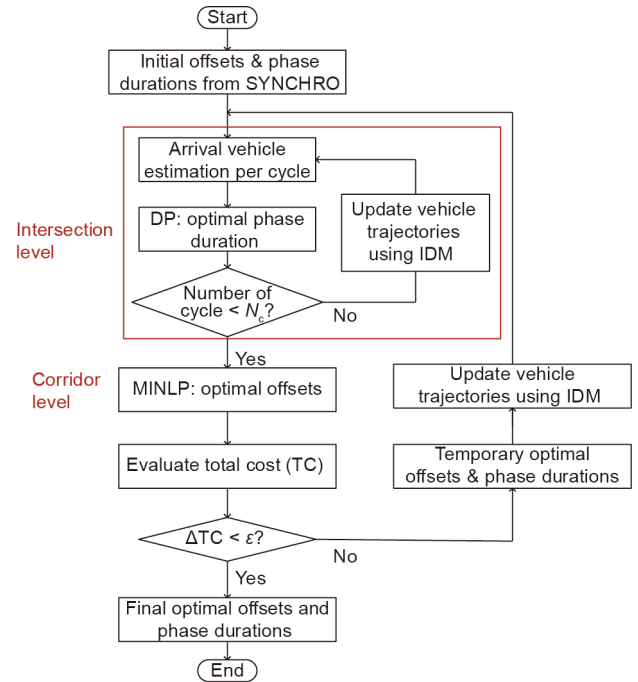 Start
Initial offsets & phase
durations from SYNCHRO
Intersection
level
Arrival vehicle
estimation per cycle
DP: optimal phase
duration
Update vehicle
trajectories
using IDM
Number of
cycle < Nc?
No
Yes
Corridor
level
MINLP: optimal offsets
Update vehicle
trajectories using IDM
Evaluate total cost (TC)
Temporary optimal
offsets & phase durations
ΔTC < ε?
No
Yes
Final optimal offsets and
phase durations
End